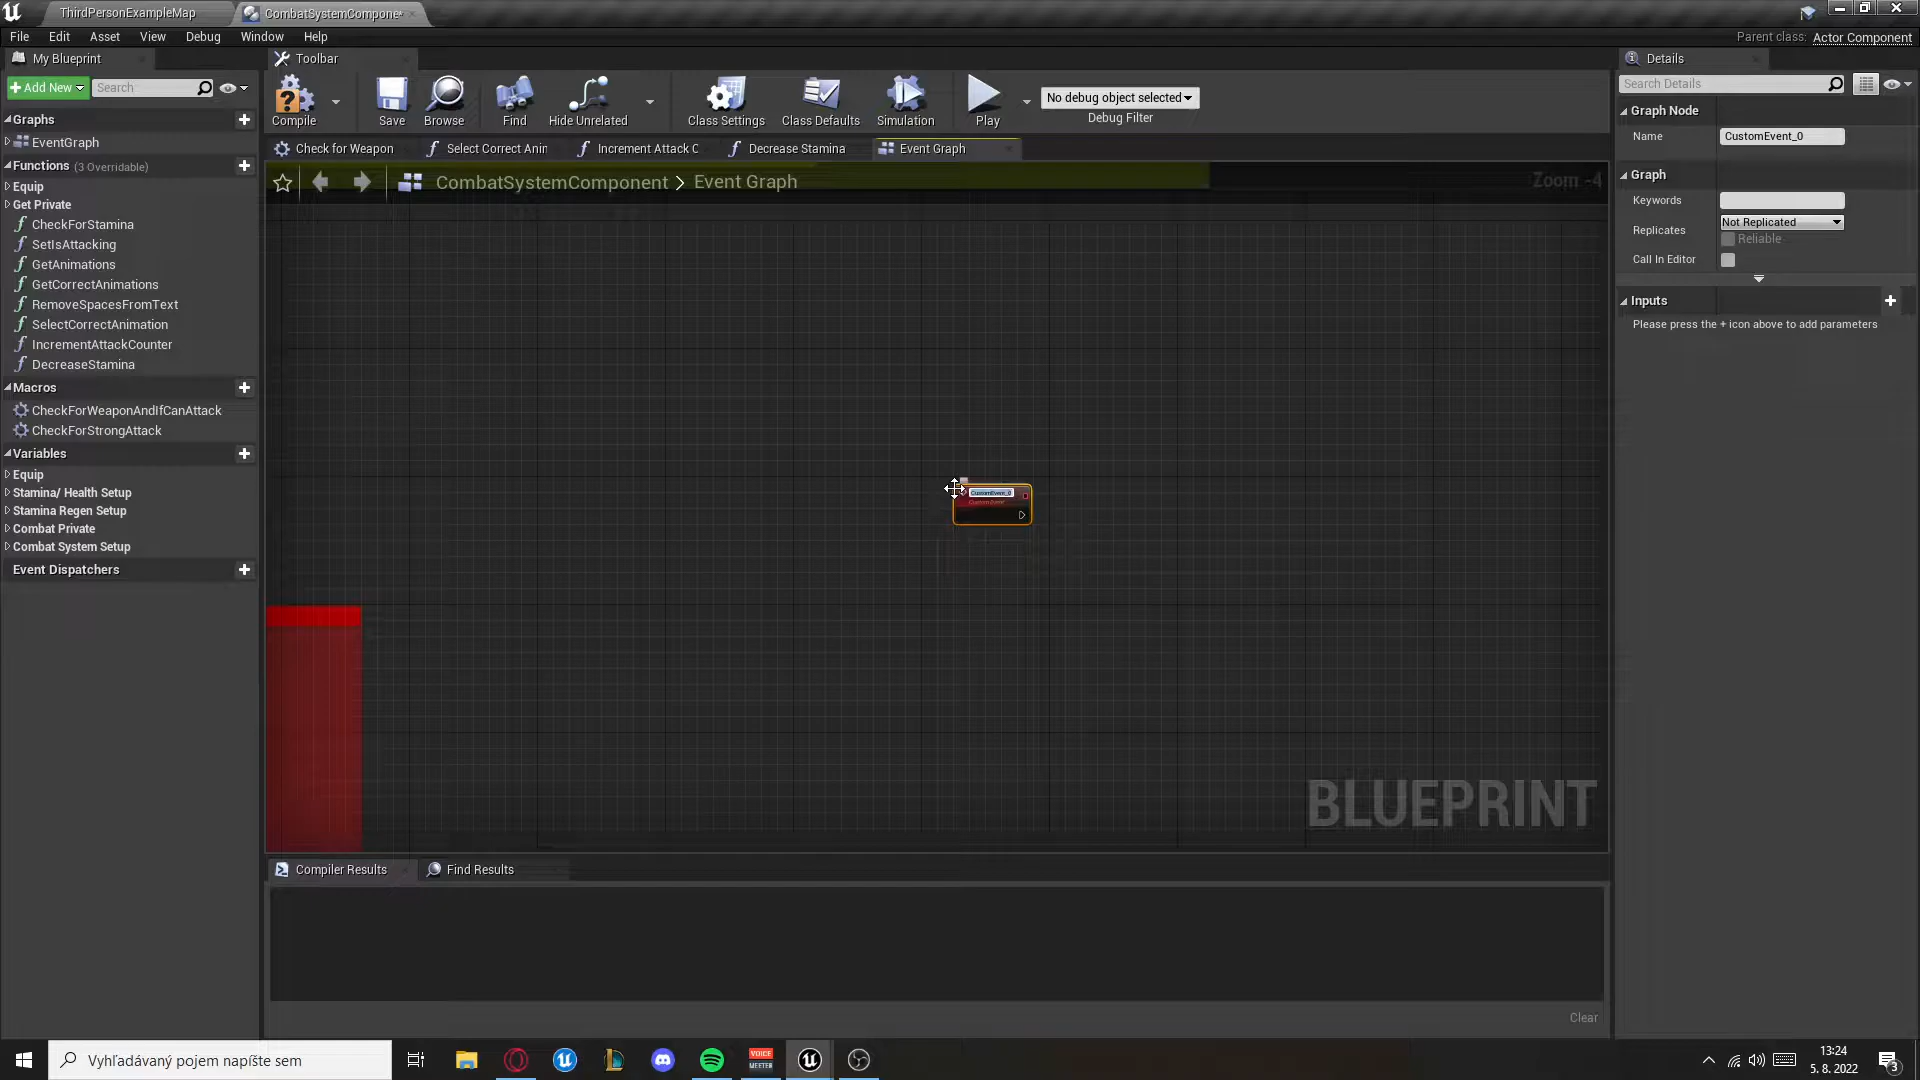 ThirdPersonExampleMap
CombatSystemCompone*
File Edit Asset View Debug Window Help
Parent class: Actor Component
My Blueprint
Toolbar
Details
Add New
Search
Compile
Save
Browse
Find
Hide Unrelated
Class Settings
Class Defaults
Simulation
Play
No debug object selected
Debug Filter
Search Details
Graphs
EventGraph
Functions (3 Overridable)
Equip
Get Private
CheckForStamina
SetIsAttacking
GetAnimations
GetCorrectAnimations
RemoveSpacesFromText
SelectCorrectAnimation
IncrementAttackCounter
DecreaseStamina
Macros
CheckForWeaponAndIfCanAttack
CheckForStrongAttack
Variables
Equip
Stamina/ Health Setup
Stamina Regen Setup
Combat Private
Combat System Setup
Event Dispatchers
Check for Weapon
Select Correct Anin
Increment Attack C
Decrease Stamina
Event Graph
CombatSystemComponent > Event Graph
Zoom -4
CustomEvent_0
Custom Event
BLUEPRINT
Graph Node
Name CustomEvent_0
Graph
Keywords
Replicates Not Replicated
Reliable
Call In Editor
Inputs
Please press the + icon above to add parameters
Compiler Results
Find Results
Clear
Vyhľadávaný pojem napíšte sem
VOICE
MEETER
13:24
5. 8. 2022
3